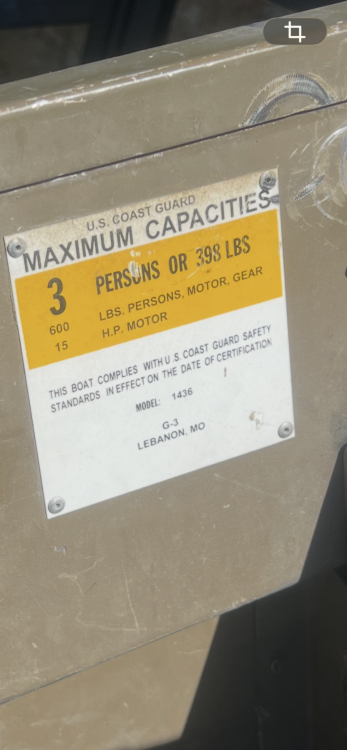 U.S. COAST GUARD
MAXIMUM CAPACITIES
3 PERSONS OR 398 LBS
600 LBS, PERSONS, MOTOR, GEAR
15 H.P. MOTOR
THIS BOAT COMPLIES WITH U.S. COAST GUARD SAFETY
STANDARDS IN EFFECT ON THE DATE OF CERTIFICATION
MODEL: 1436
G-3
LEBANON, MO